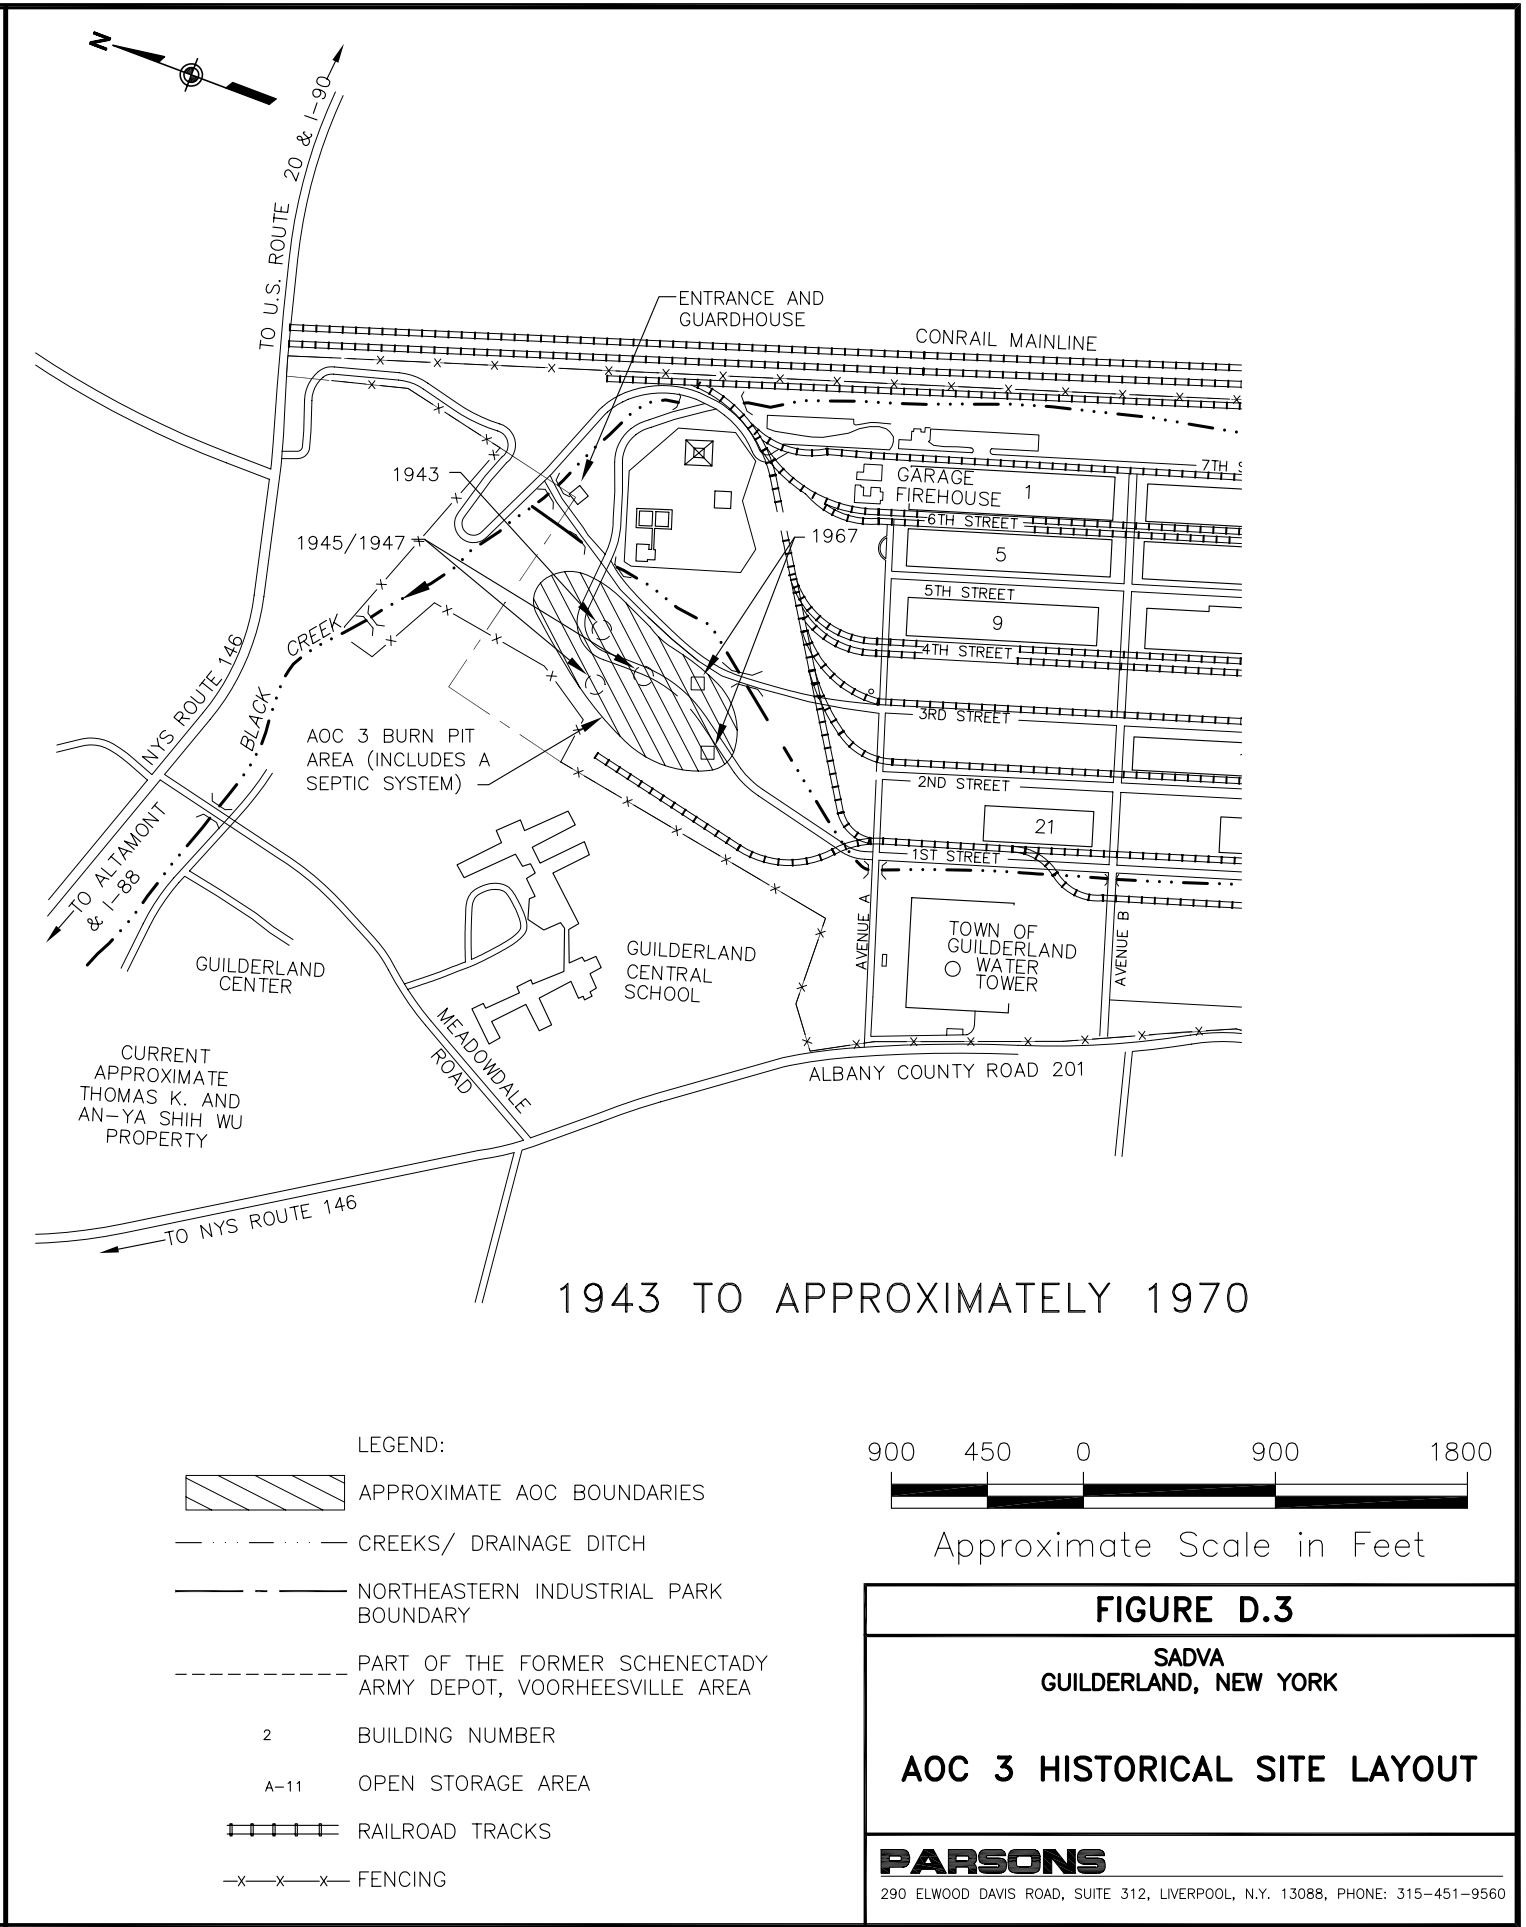 N
TO U.S. ROUTE 20 & I-90
ENTRANCE AND
GUARDHOUSE
CONRAIL MAINLINE
7TH S
1943
GARAGE
FIREHOUSE
1
6TH STREET
1945/1947
1967
5
5TH STREET
9
4TH STREET
CREEK
BLACK
NYS ROUTE 146
3RD STREET
AOC 3 BURN PIT
AREA (INCLUDES A
SEPTIC SYSTEM)
2ND STREET
21
1ST STREET
TO ALTAMONT
& I-88
AVENUE A
AVENUE B
TOWN OF
GUILDERLAND
WATER
TOWER
GUILDERLAND
CENTER
GUILDERLAND
CENTRAL
SCHOOL
MEADOWDALE
ROAD
CURRENT
APPROXIMATE
THOMAS K. AND
AN-YA SHIH WU
PROPERTY
ALBANY COUNTY ROAD 201
TO NYS ROUTE 146
1943 TO APPROXIMATELY 1970
LEGEND:
APPROXIMATE AOC BOUNDARIES
CREEKS/ DRAINAGE DITCH
NORTHEASTERN INDUSTRIAL PARK
BOUNDARY
PART OF THE FORMER SCHENECTADY
ARMY DEPOT, VOORHEESVILLE AREA
2 BUILDING NUMBER
A-11 OPEN STORAGE AREA
RAILROAD TRACKS
FENCING
900 450 0 900 1800
Approximate Scale in Feet
FIGURE D.3
SADVA
GUILDERLAND, NEW YORK
AOC 3 HISTORICAL SITE LAYOUT
PARSONS
290 ELWOOD DAVIS ROAD, SUITE 312, LIVERPOOL, N.Y. 13088, PHONE: 315-451-9560